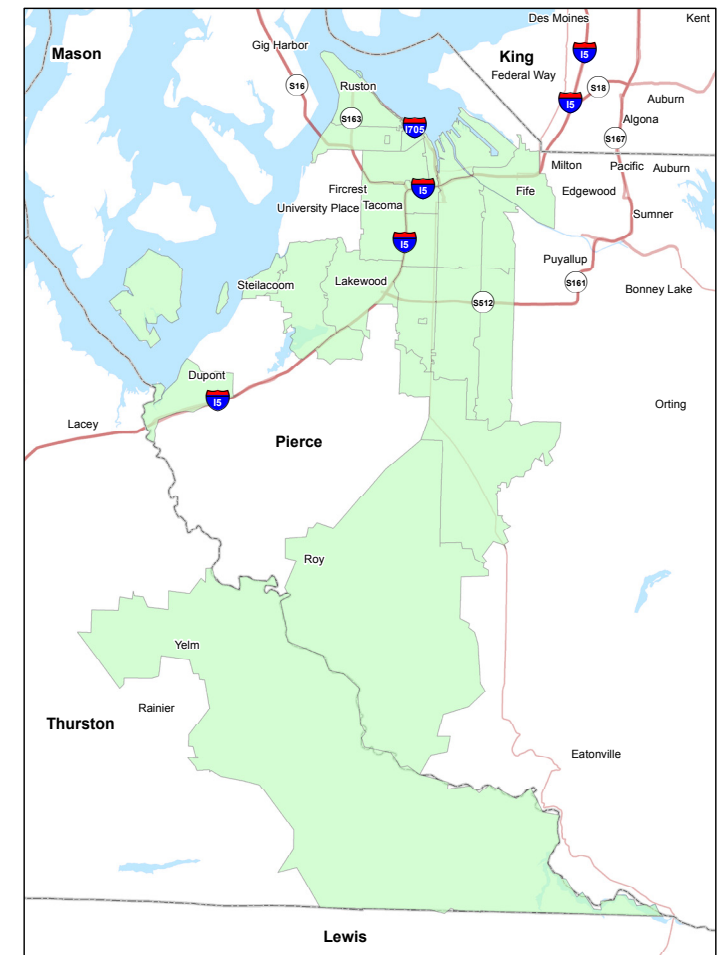 Des Moines
Kent
Mason
Gig Harbor
King
I5
Federal Way
S16
Ruston
S18
I5
Auburn
S163
I705
Algona
S167
Milton
Pacific
Auburn
Fircrest
I5
Fife
Edgewood
University Place
Tacoma
Sumner
I5
Puyallup
Steilacoom
Lakewood
S161
Bonney Lake
S512
Dupont
I5
Orting
Lacey
Pierce
Roy
Yelm
Rainier
Thurston
Eatonville
Lewis